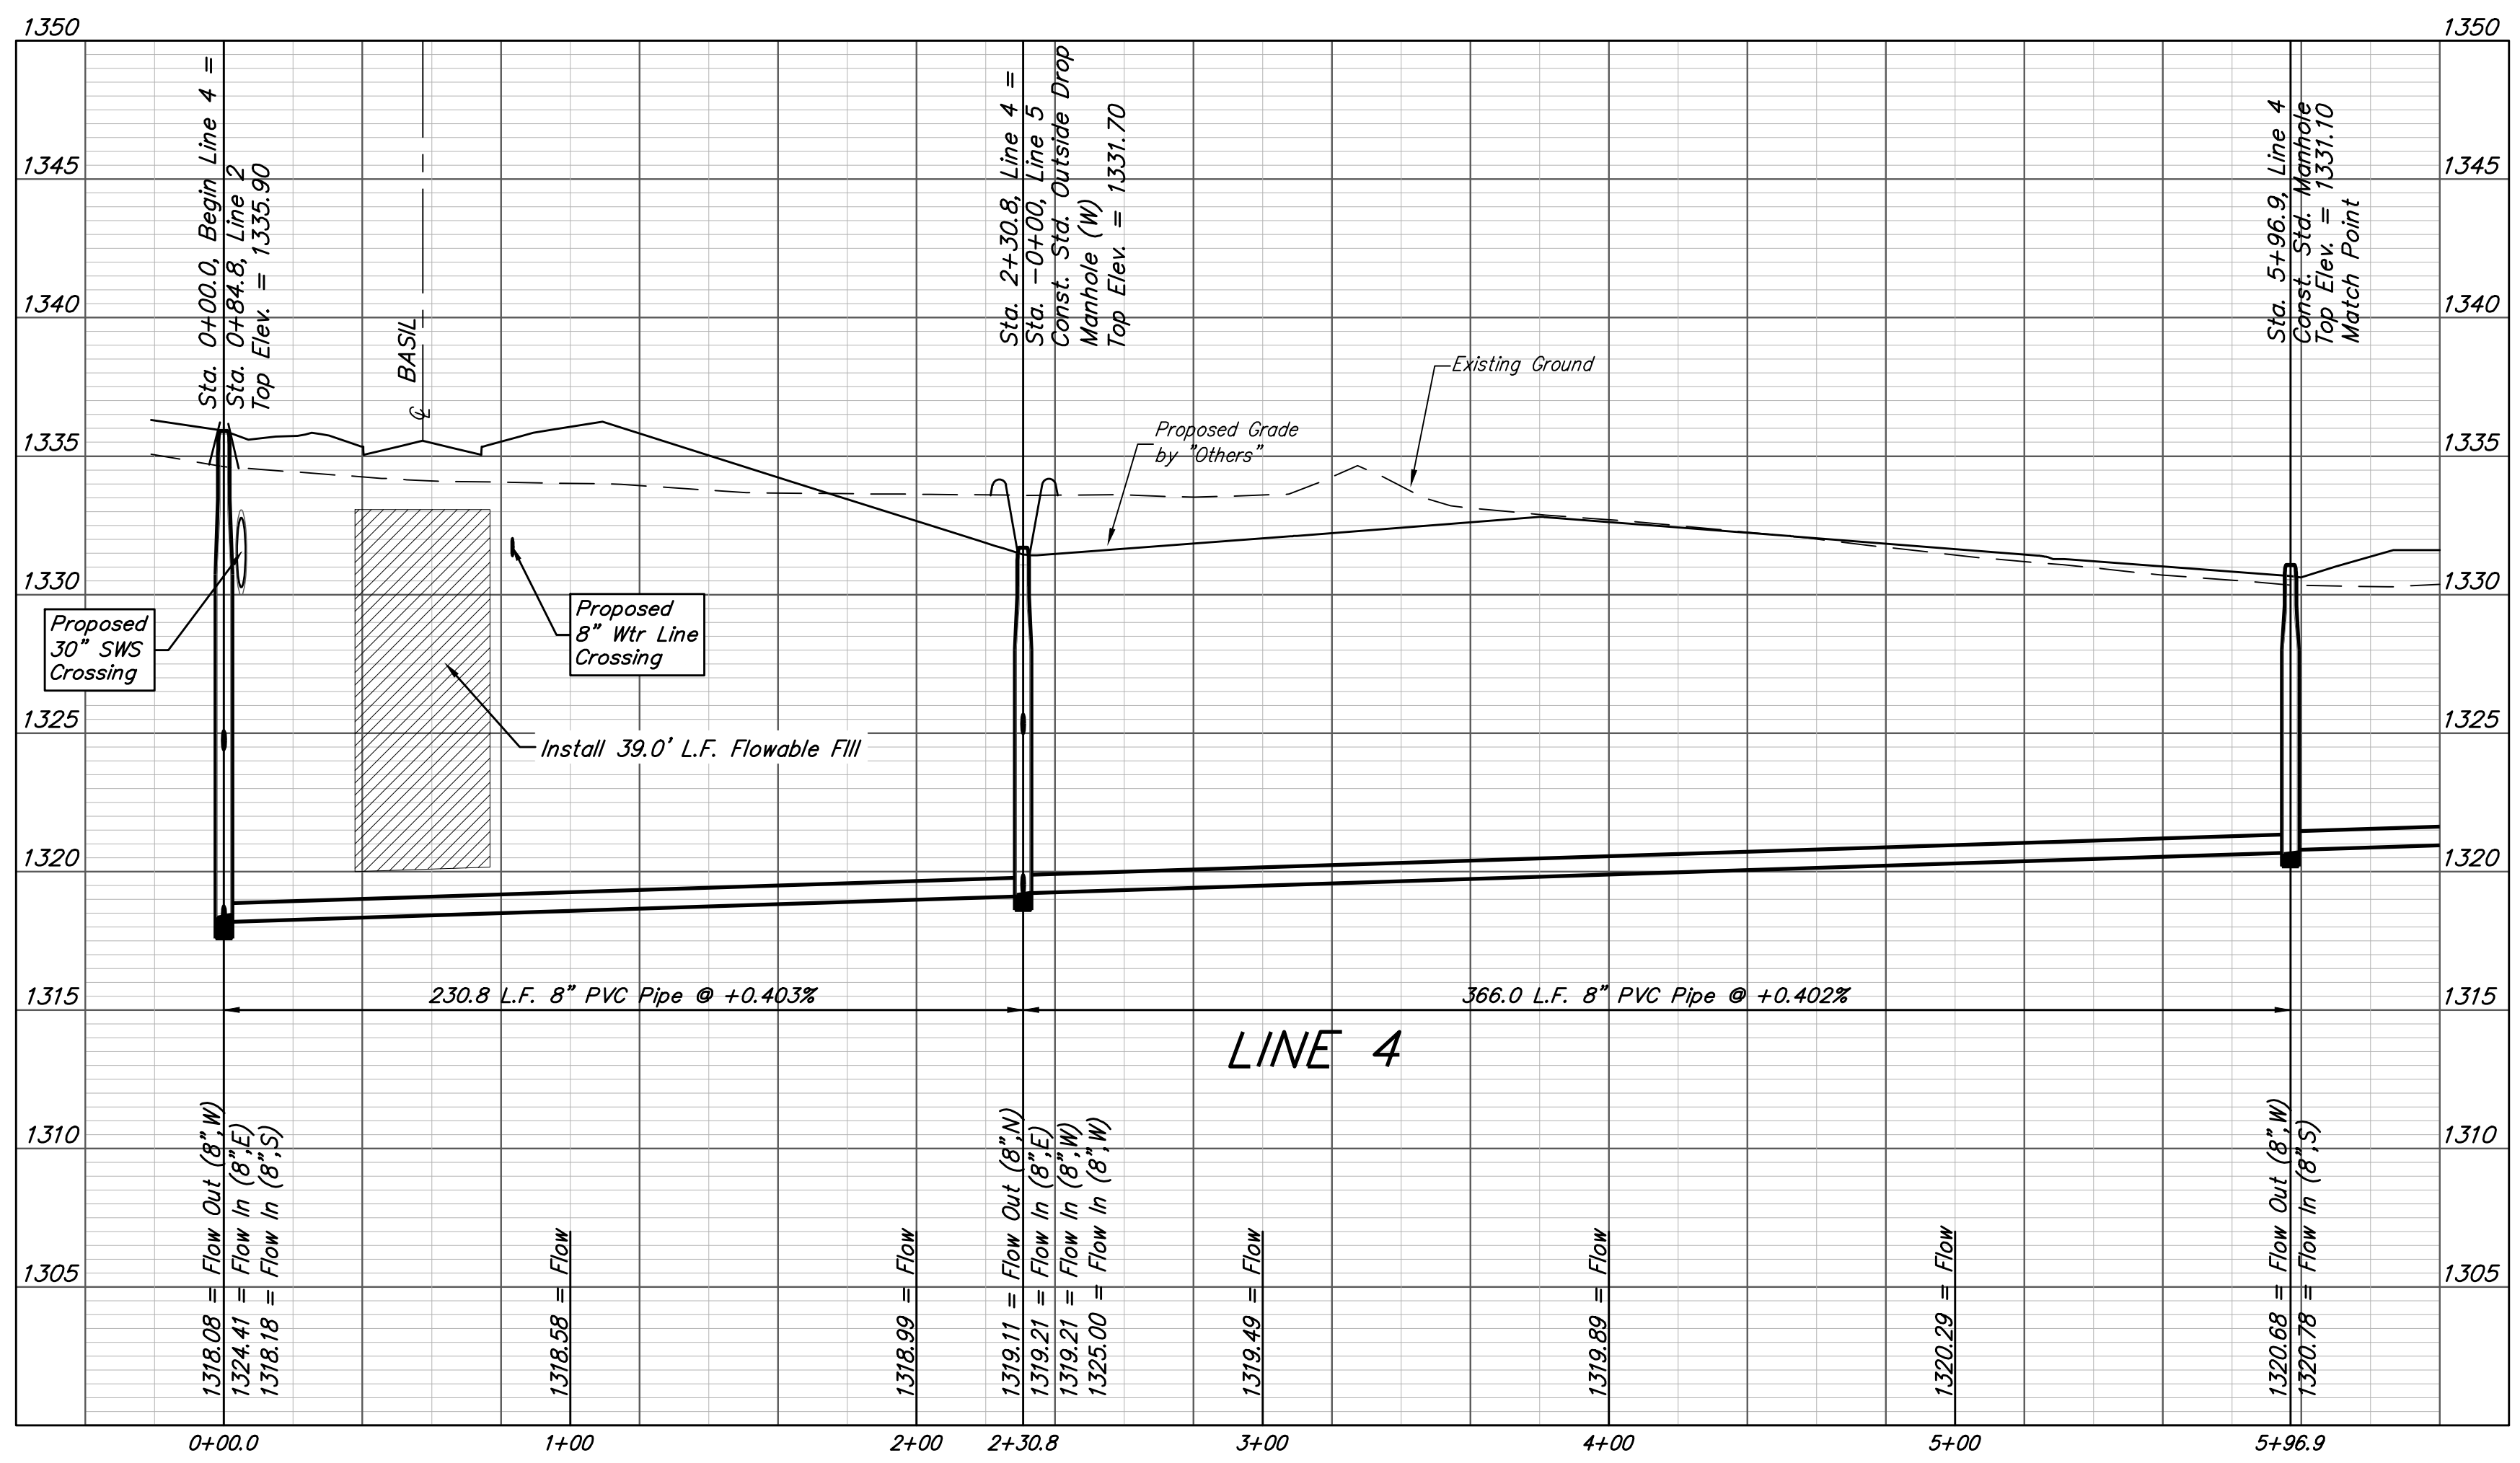 1350
1350
1345
1345
1340
1340
1335
1335
1330
1330
1325
1325
1320
1320
1315
1315
1310
1310
1305
1305
Sta. 0+00.0, Begin Line 4 =
Sta. 0+84.8, Line 2
Top Elev. = 1335.90
BASIL
℄
Sta. 2+30.8, Line 4 =
Sta. -0+00, Line 5
Const. Std. Outside Drop
Manhole (W)
Top Elev. = 1331.70
Sta. 5+96.9, Line 4
Const. Std. Manhole
Top Elev. = 1331.10
Match Point
Existing Ground
Proposed Grade
by "Others"
Proposed
30" SWS
Crossing
Proposed
8" Wtr Line
Crossing
Install 39.0' L.F. Flowable FIll
230.8 L.F. 8" PVC Pipe @ +0.403%
366.0 L.F. 8" PVC Pipe @ +0.402%
LINE 4
1318.08 = Flow Out (8",W)
1324.41 = Flow In (8",E)
1318.18 = Flow In (8",S)
1318.58 = Flow
1318.99 = Flow
1319.11 = Flow Out (8",N)
1319.21 = Flow In (8",E)
1319.21 = Flow In (8",W)
1325.00 = Flow In (8",W)
1319.49 = Flow
1319.89 = Flow
1320.29 = Flow
1320.68 = Flow Out (8",W)
1320.78 = Flow In (8",S)
0+00.0
1+00
2+00
2+30.8
3+00
4+00
5+00
5+96.9